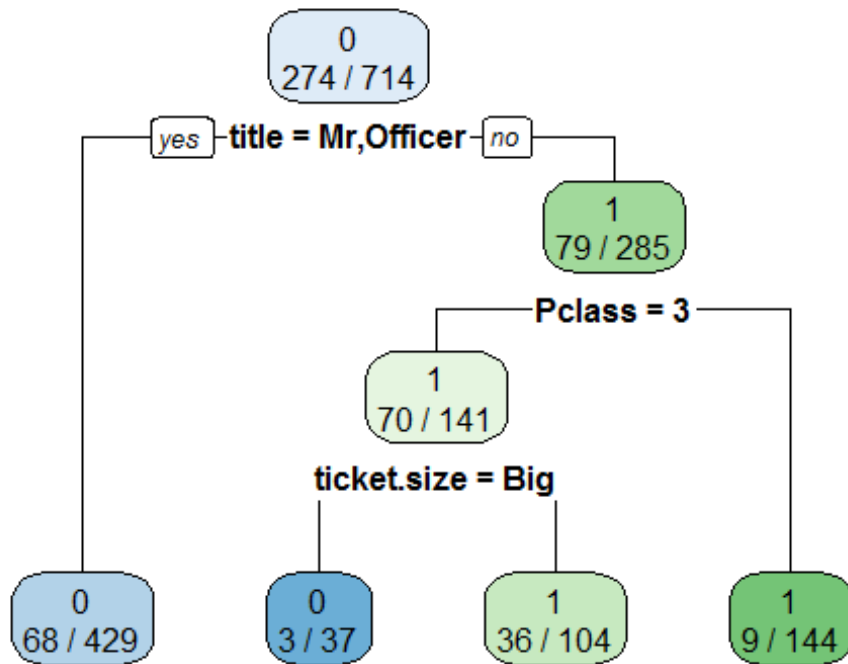 0
274 / 714
yes title = Mr,Officer no
1
79 / 285
Pclass = 3
1
70 / 141
ticket.size = Big
0
68 / 429
0
3 / 37
1
36 / 104
1
9 / 144